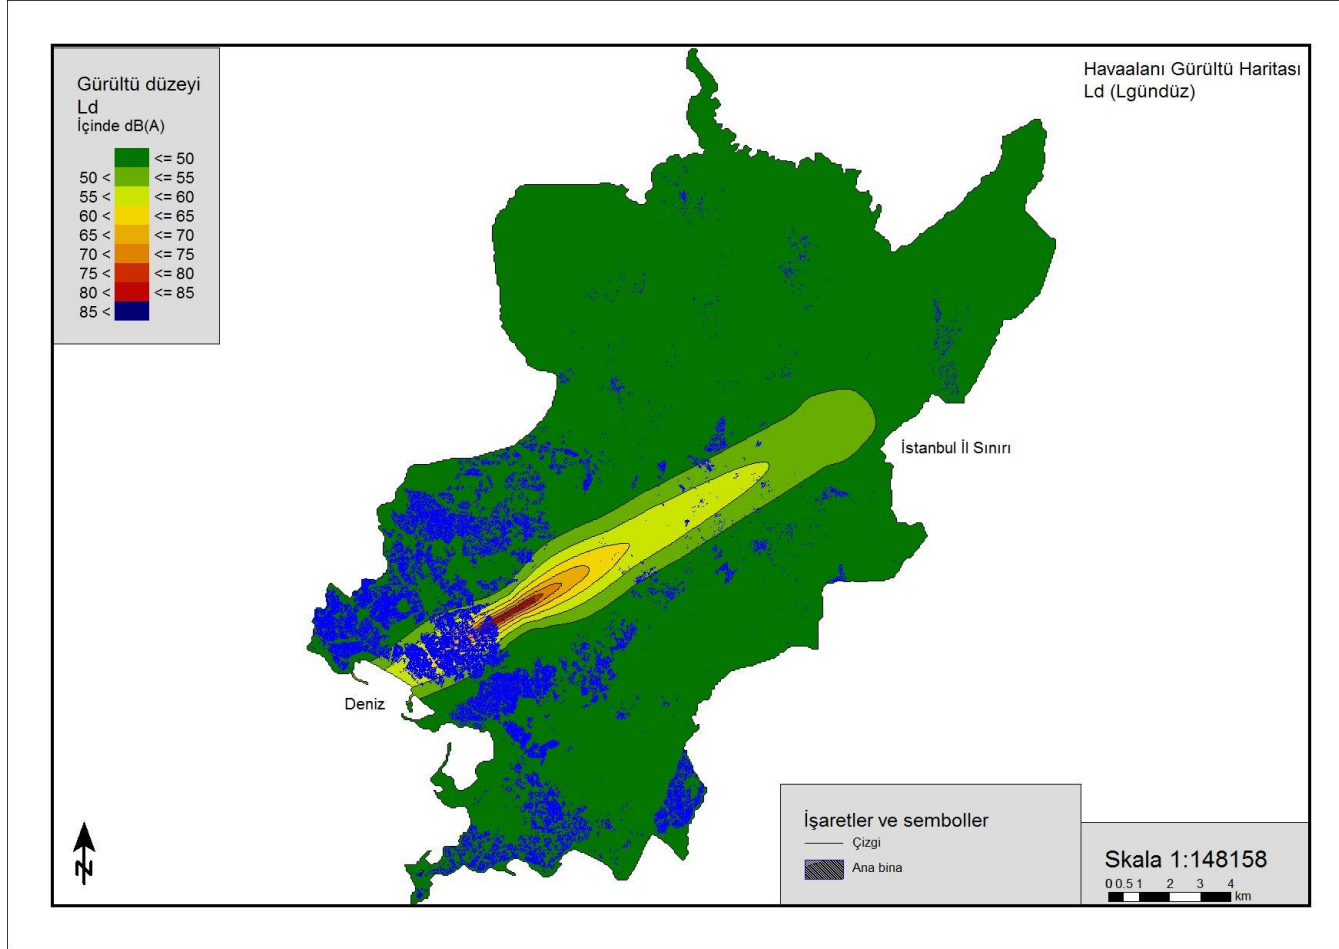 Gürültü düzeyi
Ld
İçinde dB(A)
<= 50
50 < <= 55
55 < <= 60
60 < <= 65
65 < <= 70
70 < <= 75
75 < <= 80
80 < <= 85
85 <
Havaalanı Gürültü Haritası
Ld (Lgündüz)
İstanbul İl Sınırı
Deniz
N
İşaretler ve semboller
Çizgi
Ana bina
Skala 1:148158
0 0.5 1 2 3 4
km